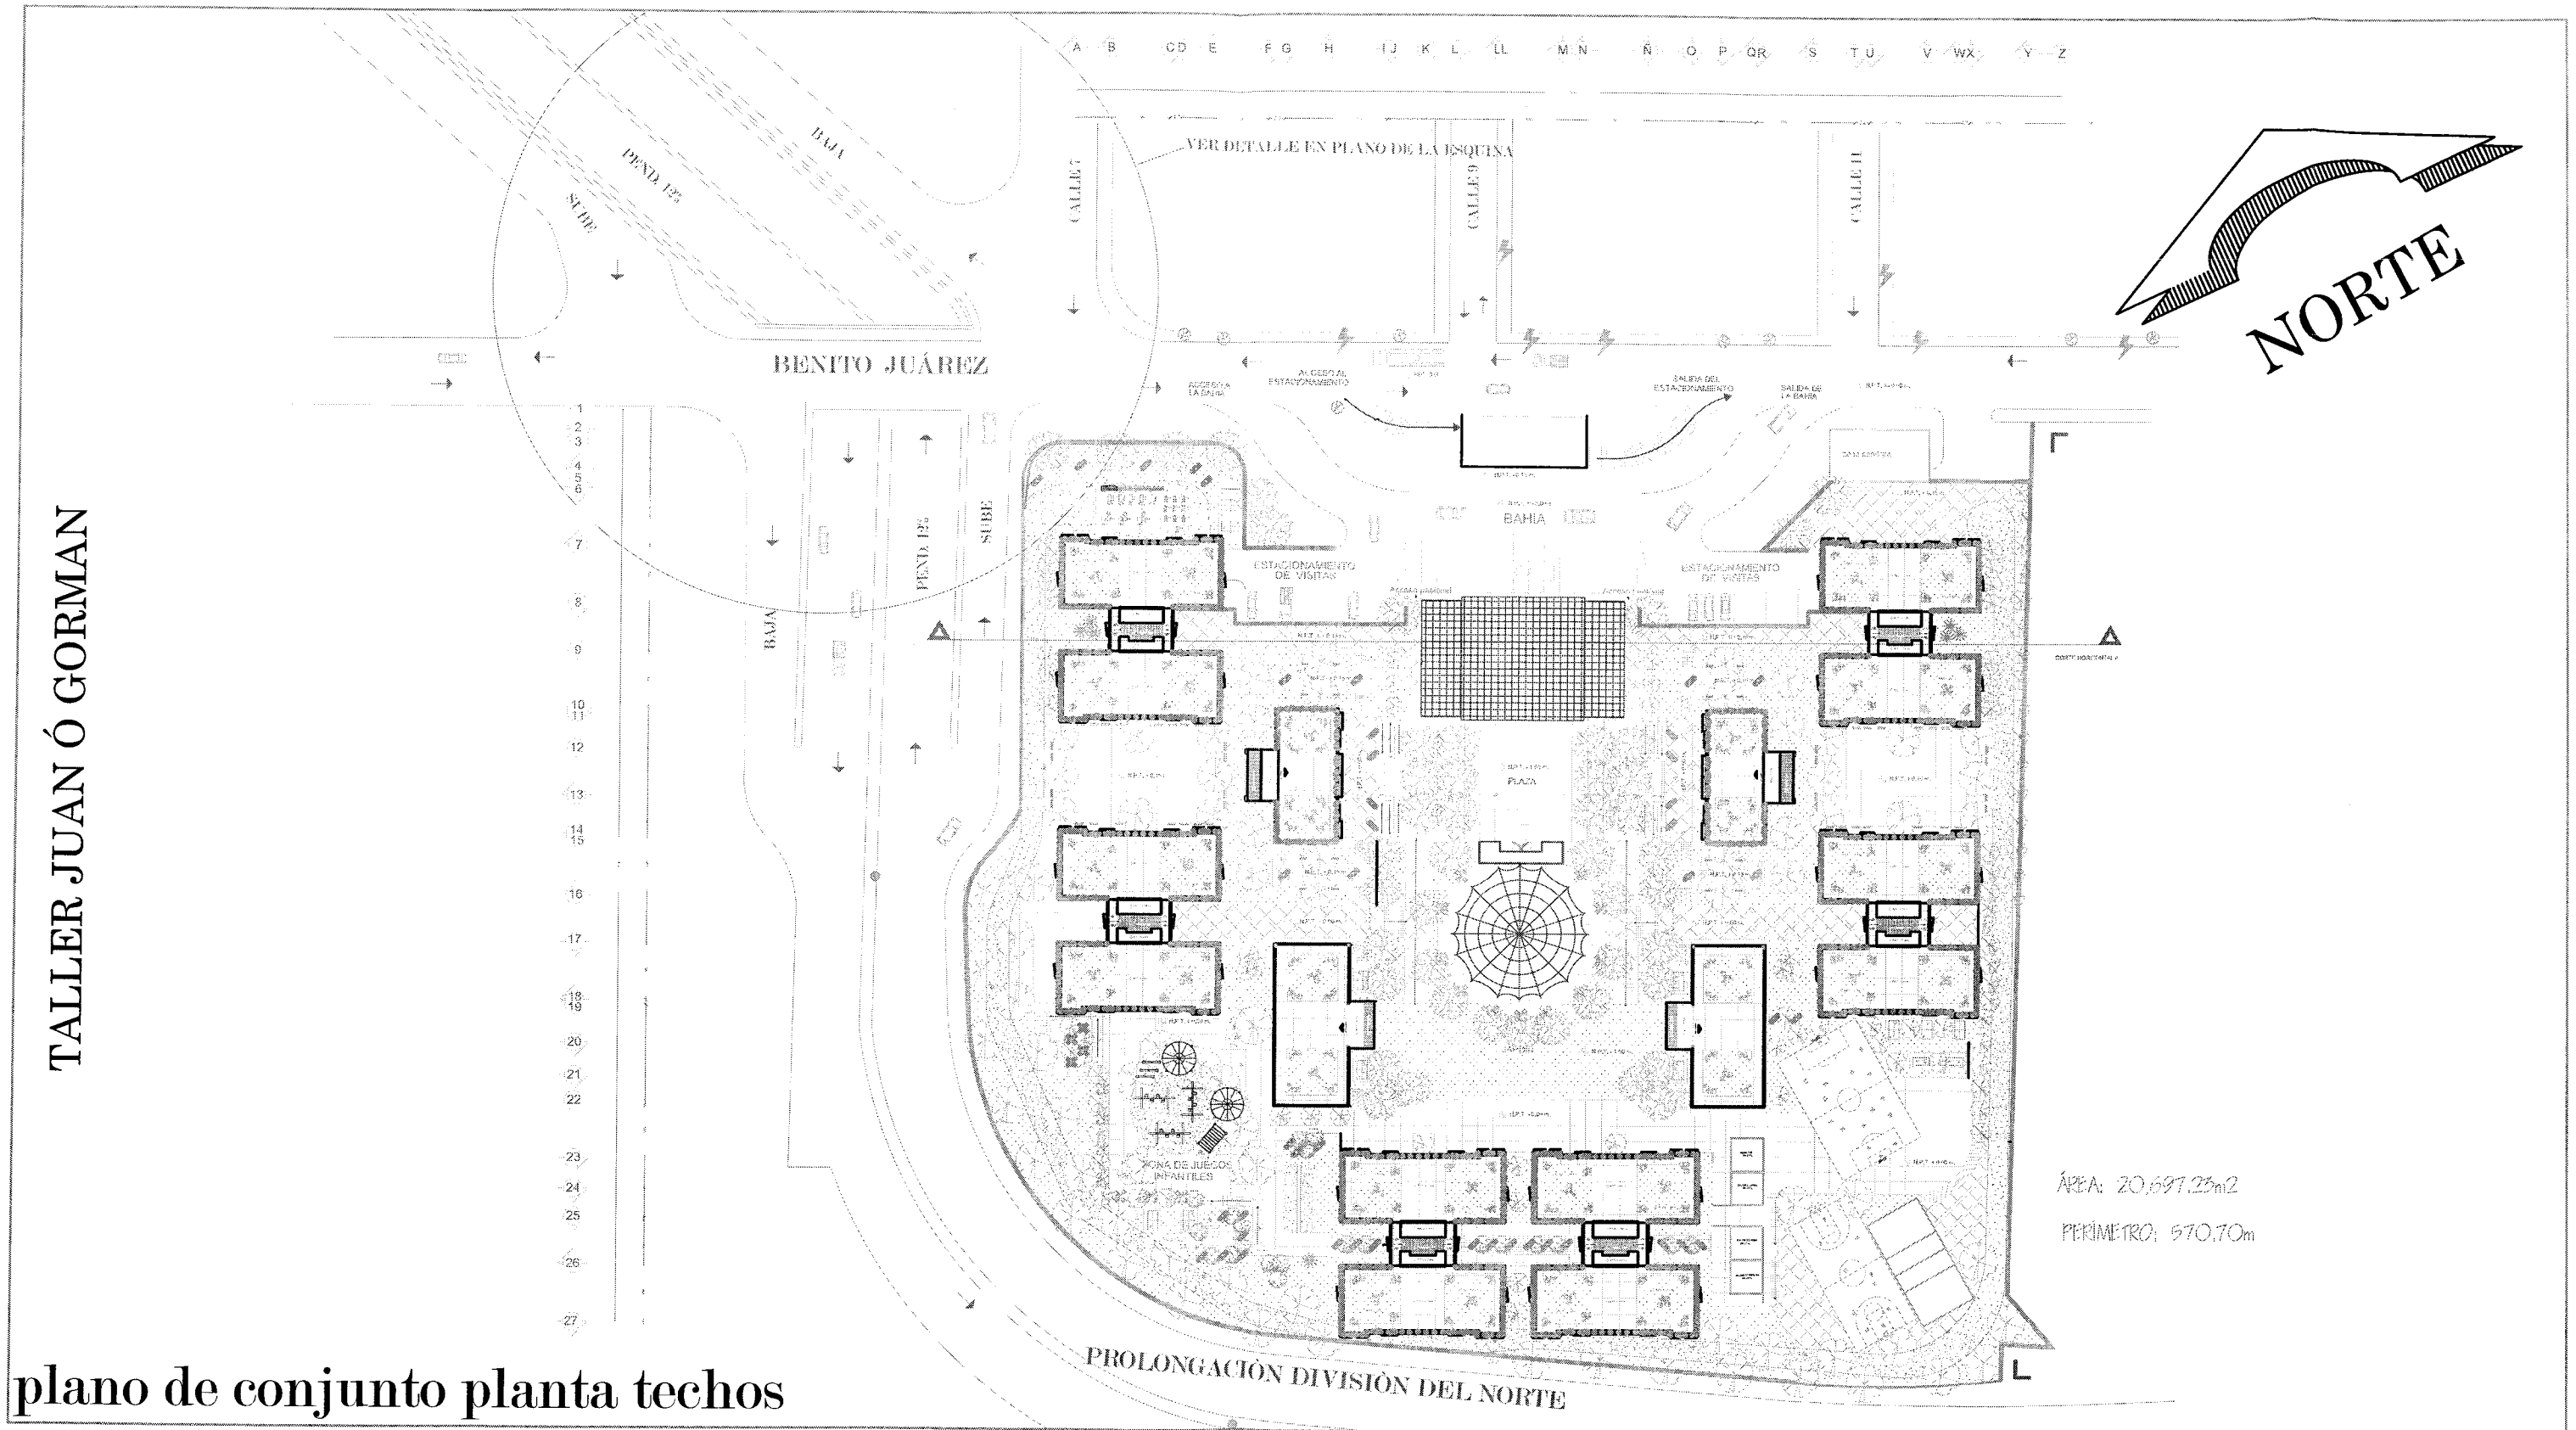 A B C D E F G H I J K L LL M N Ñ O P Q R S T U V W X Y Z
BAJA
VER DETALLE EN PLANO DE LA ESQUINA
PEND. 12%
SUBE
CALLE 7
CALLE 9
CALLE 11
NORTE
BENITO JUÁREZ
ACCESO A
LA BAHIA
ACCESO AL
ESTACIONAMIENTO
SALIDA DEL
ESTACIONAMIENTO
SALIDA DE
LA BAHIA
1
2
3
4
5
6
7
8
9
10
11
12
13
14
15
16
17
18
19
20
21
22
23
24
25
26
27
BAHIA
SUBE
PEND. 12%
BAJA
ESTACIONAMIENTO
DE VISITAS
ESTACIONAMIENTO
DE VISITAS
PLAZA
TALLER JUAN Ó GORMAN
ZONA DE JUEGOS
INFANTILES
ÁREA: 20,697.23m2
PERÍMETRO: 570.70m
PROLONGACIÓN DIVISIÓN DEL NORTE
plano de conjunto planta techos